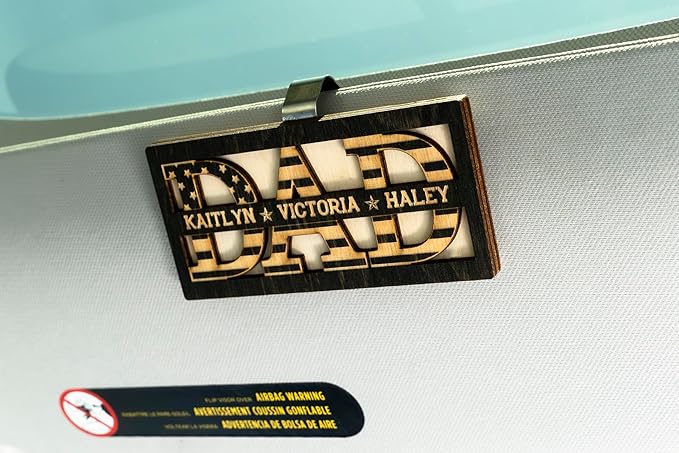 DAD
KAITLYN ★ VICTORIA ★ HALEY
FLIP VISOR OVER AIRBAG WARNING
RABATTRE LE PARE-SOLEIL, AVERTISSEMENT COUSSIN GONFLABLE
VOLTEAR LA VISERA ADVERTENCIA DE BOLSA DE AIRE